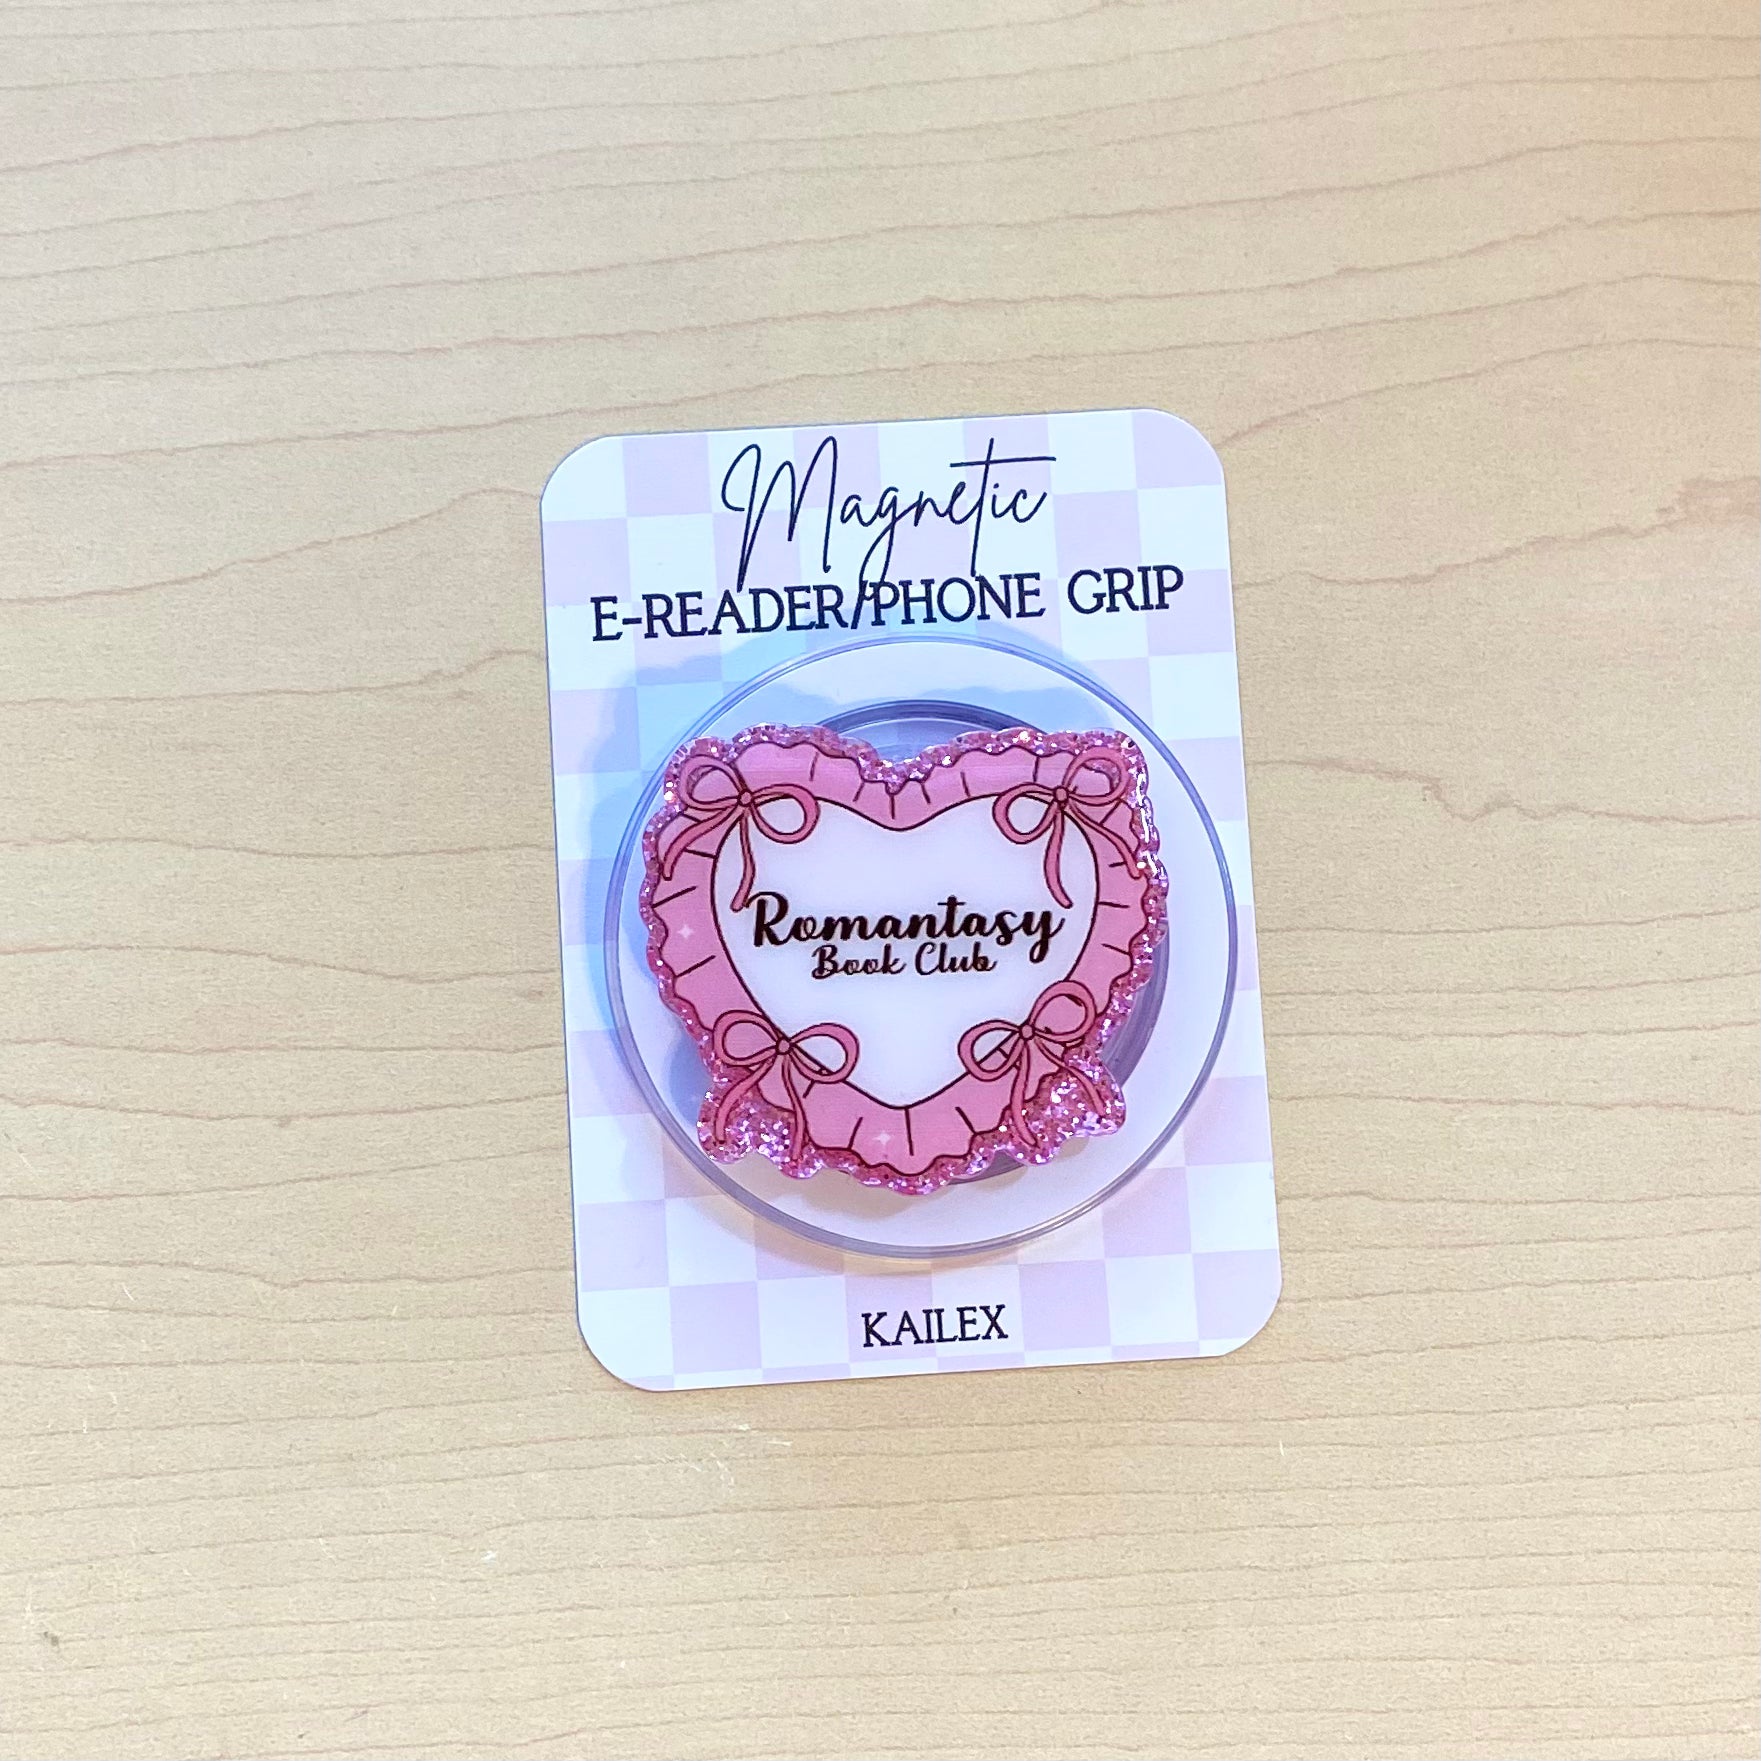 Magnetic
E-READER/PHONE GRIP
Romantasy
Book Club
KAILEX